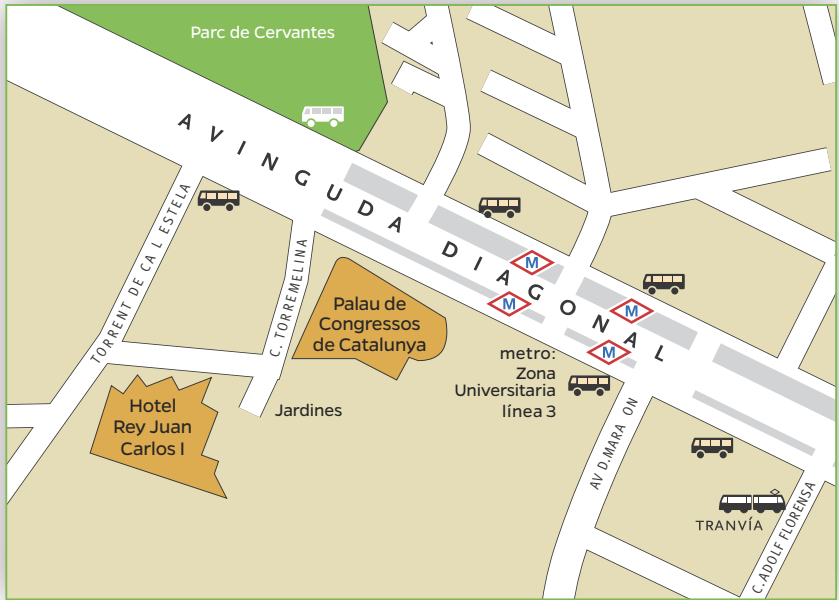 Parc de Cervantes
AVINGUDA DIAGONAL
TORRENT DE CA L ESTELA
C. TORREMELINA
Palau de
Congressos
de Catalunya
M
M
M
M
metro:
Zona
Universitaria
línea 3
Hotel
Rey Juan
Carlos I
Jardines
AV D.MARA ON
TRANVÍA
C. ADOLF FLORENSA